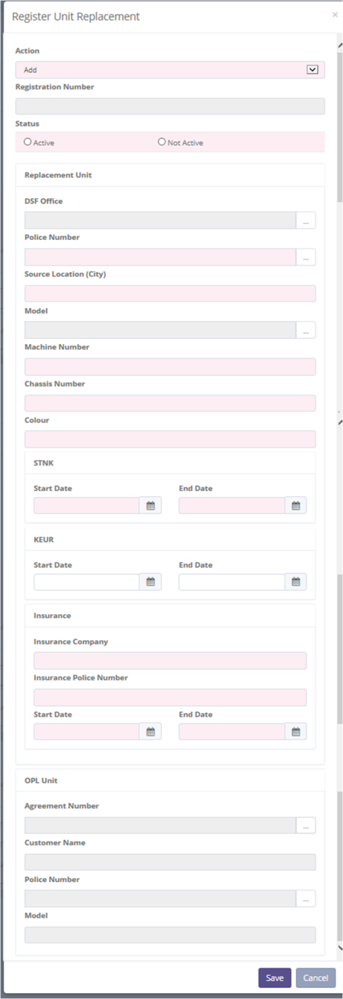 Register Unit Replacement ×
Action
Add
Registration Number
Status
Active Not Active
Replacement Unit
DSF Office
...
Police Number
...
Source Location (City)
Model
...
Machine Number
Chassis Number
Colour
STNK
Start Date End Date
KEUR
Start Date End Date
Insurance
Insurance Company
Insurance Police Number
Start Date End Date
OPL Unit
Agreement Number
...
Customer Name
Police Number
...
Model
Save Cancel